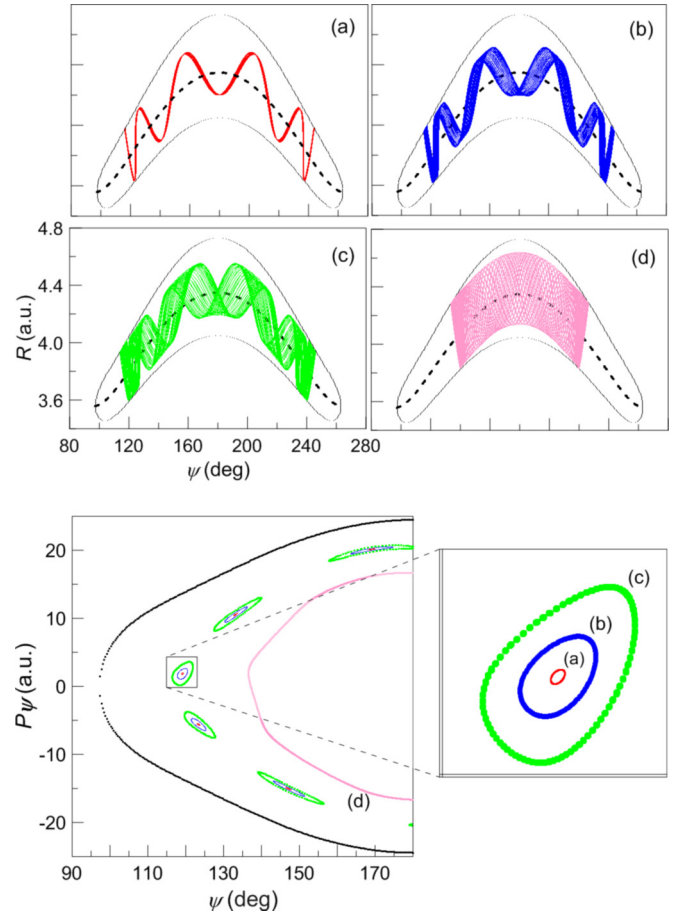 (a)
(b)
4.8
4.4
4.0
3.6
R (a.u.)
(c)
(d)
80 120 160 200 240 280
ψ (deg)
20
10
0
-10
-20
Pψ (a.u.)
(d)
90 110 130 150 170
ψ (deg)
(c)
(b)
(a)